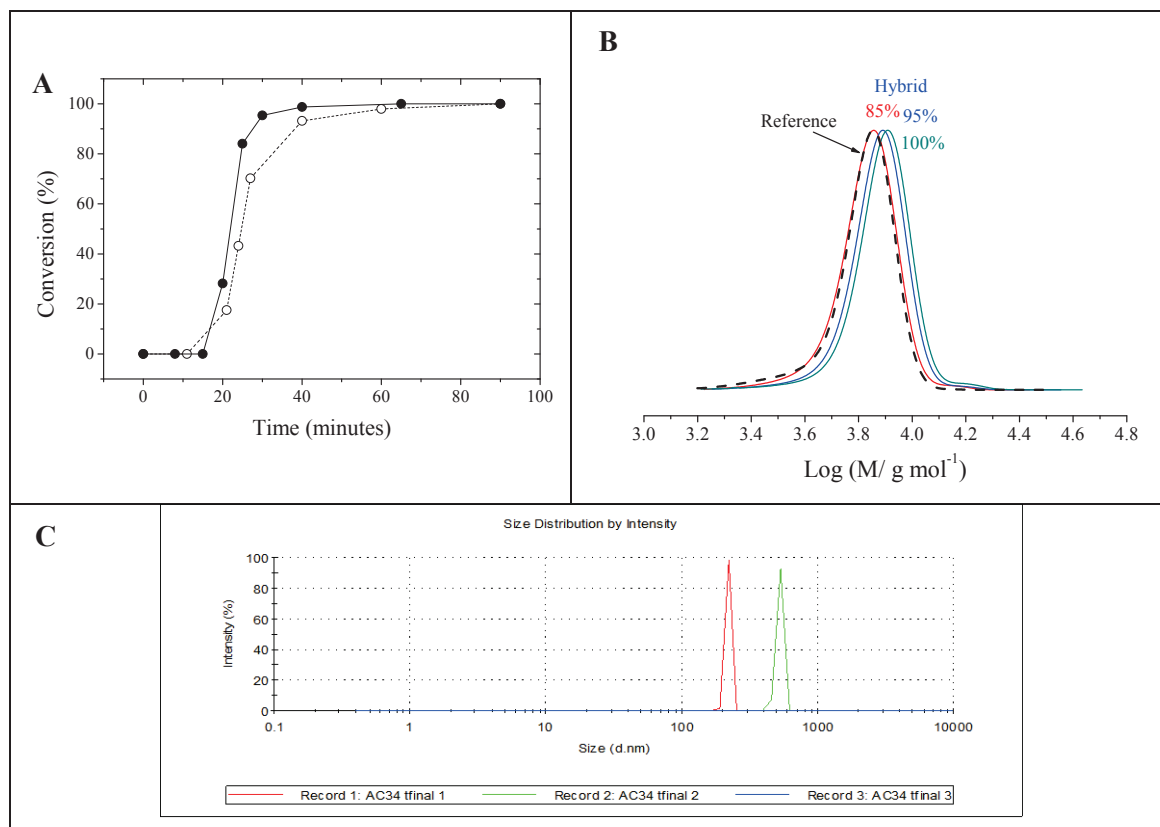 A
100
80
60
40
20
0
Conversion (%)
0 20 40 60 80 100
Time (minutes)
B
Hybrid
85% 95%
Reference
100%
3.0 3.2 3.4 3.6 3.8 4.0 4.2 4.4 4.6 4.8
Log (M/ g mol⁻¹)
C
Size Distribution by Intensity
100
80
60
40
20
0
Intensity (%)
0.1 1 10 100 1000 10000
Size (d.nm)
Record 1: AC34 tfinal 1 Record 2: AC34 tfinal 2 Record 3: AC34 tfinal 3